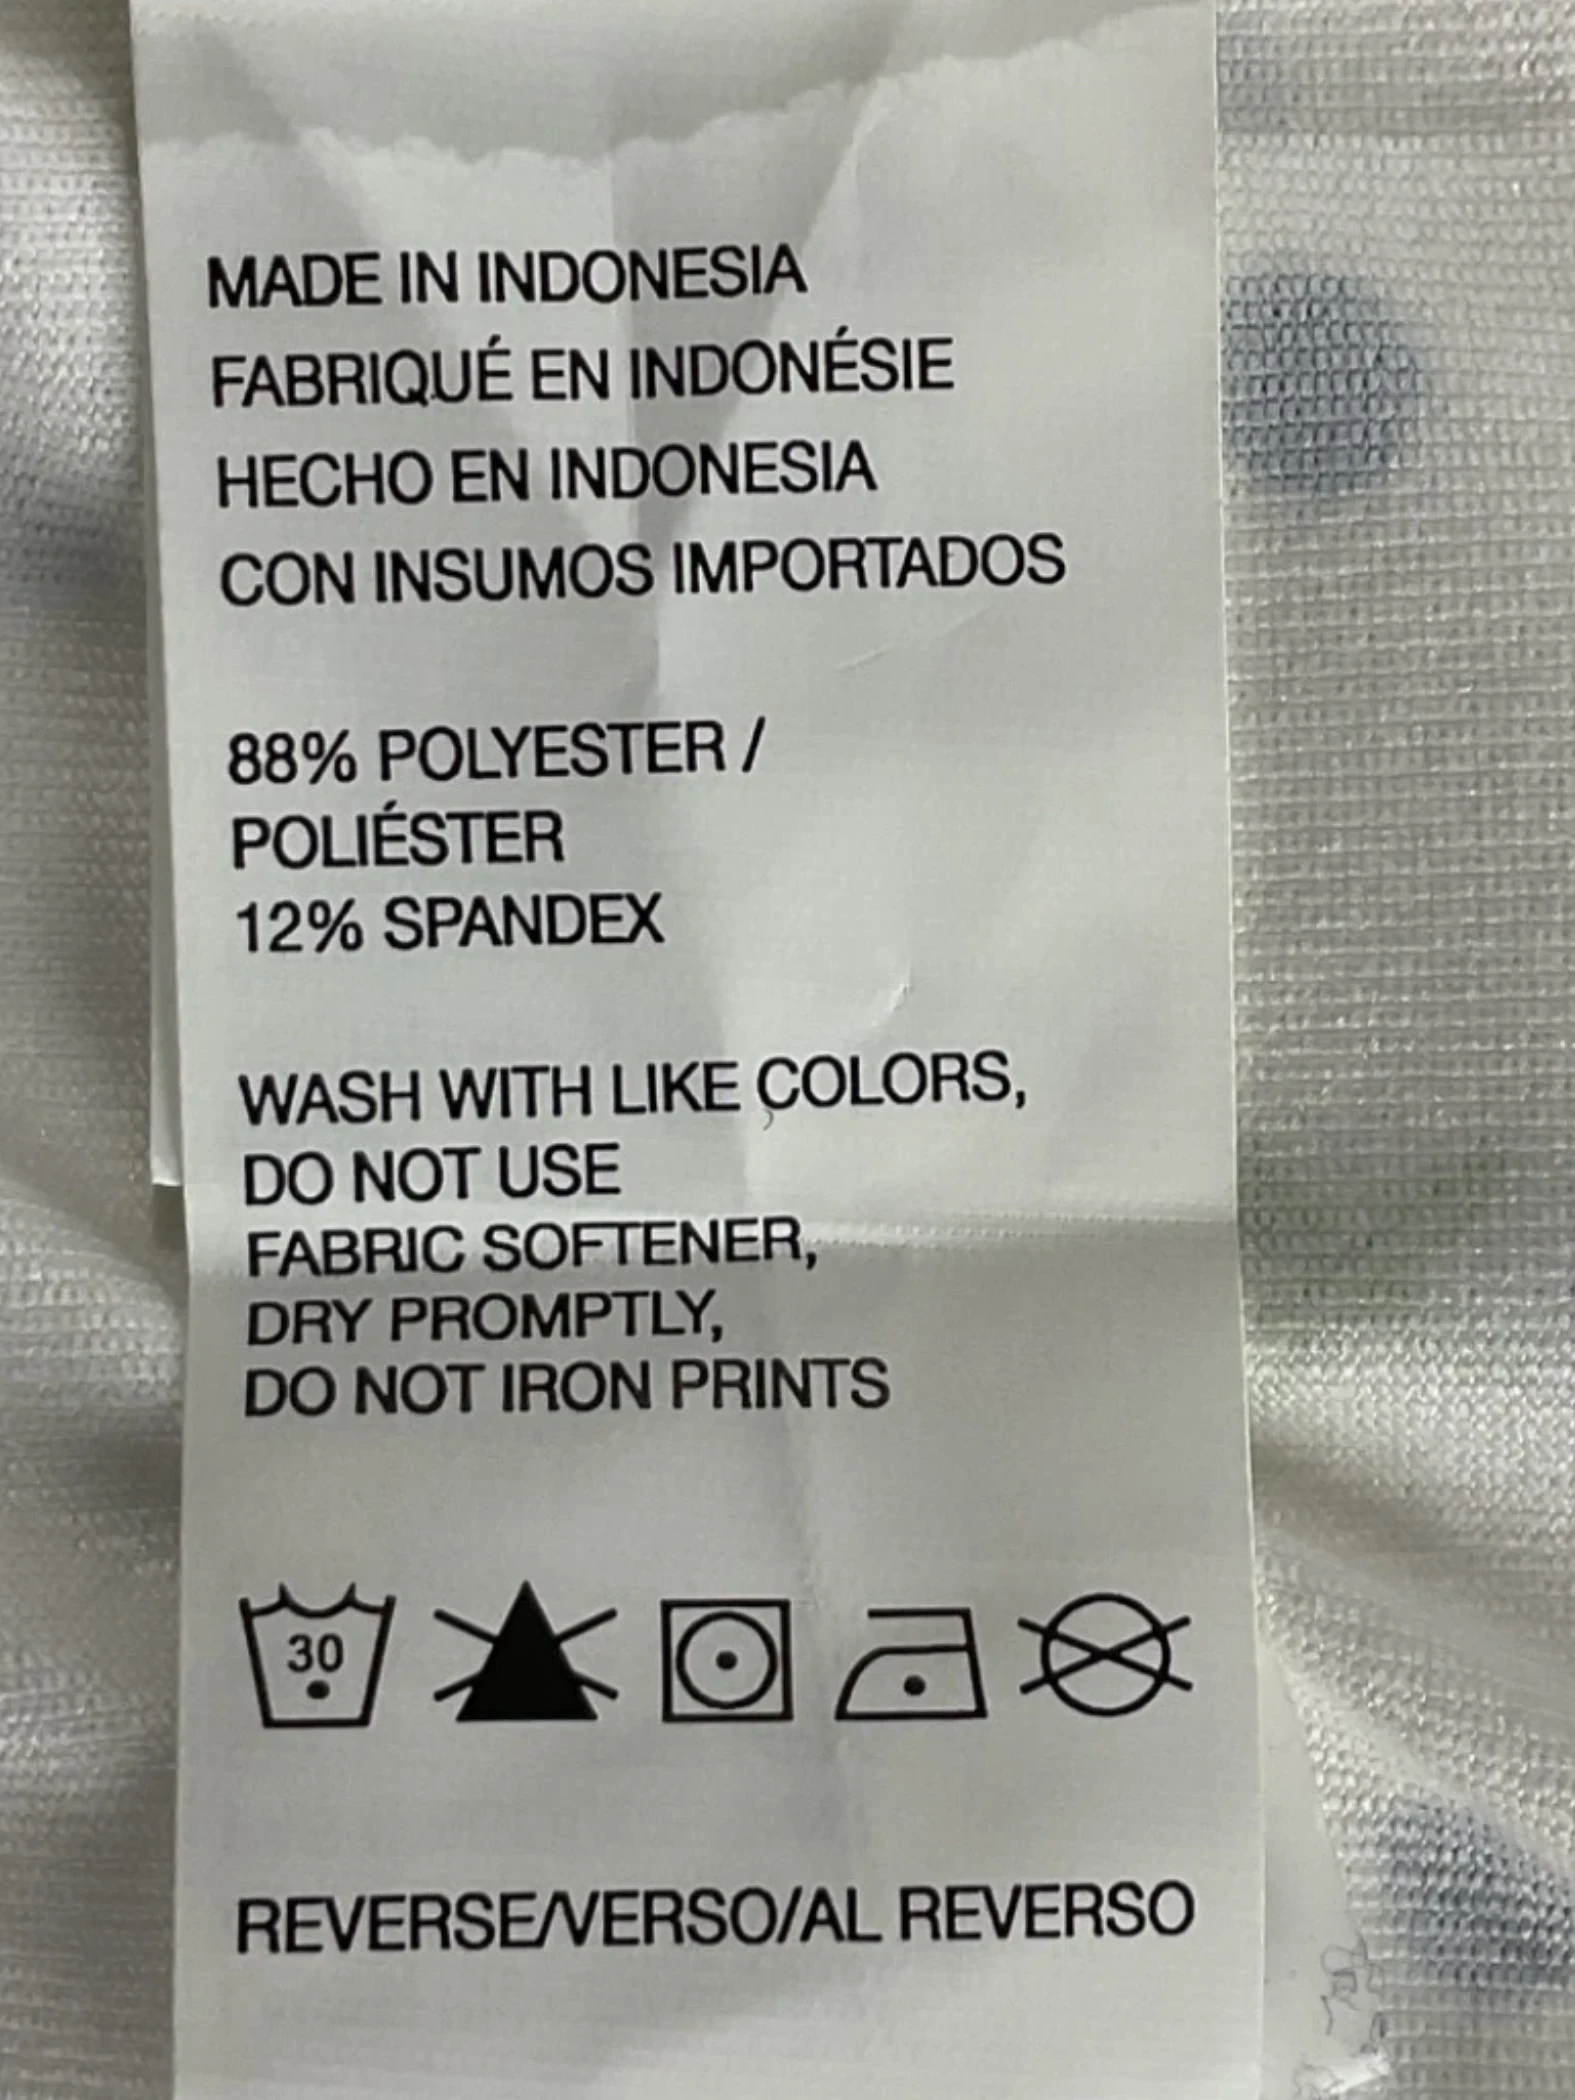 MADE IN INDONESIA
FABRIQUÉ EN INDONÉSIE
HECHO EN INDONESIA
CON INSUMOS IMPORTADOS
88% POLYESTER /
POLIÉSTER
12% SPANDEX
WASH WITH LIKE COLORS,
DO NOT USE
FABRIC SOFTENER,
DRY PROMPTLY,
DO NOT IRON PRINTS
30
REVERSE/VERSO/AL REVERSO